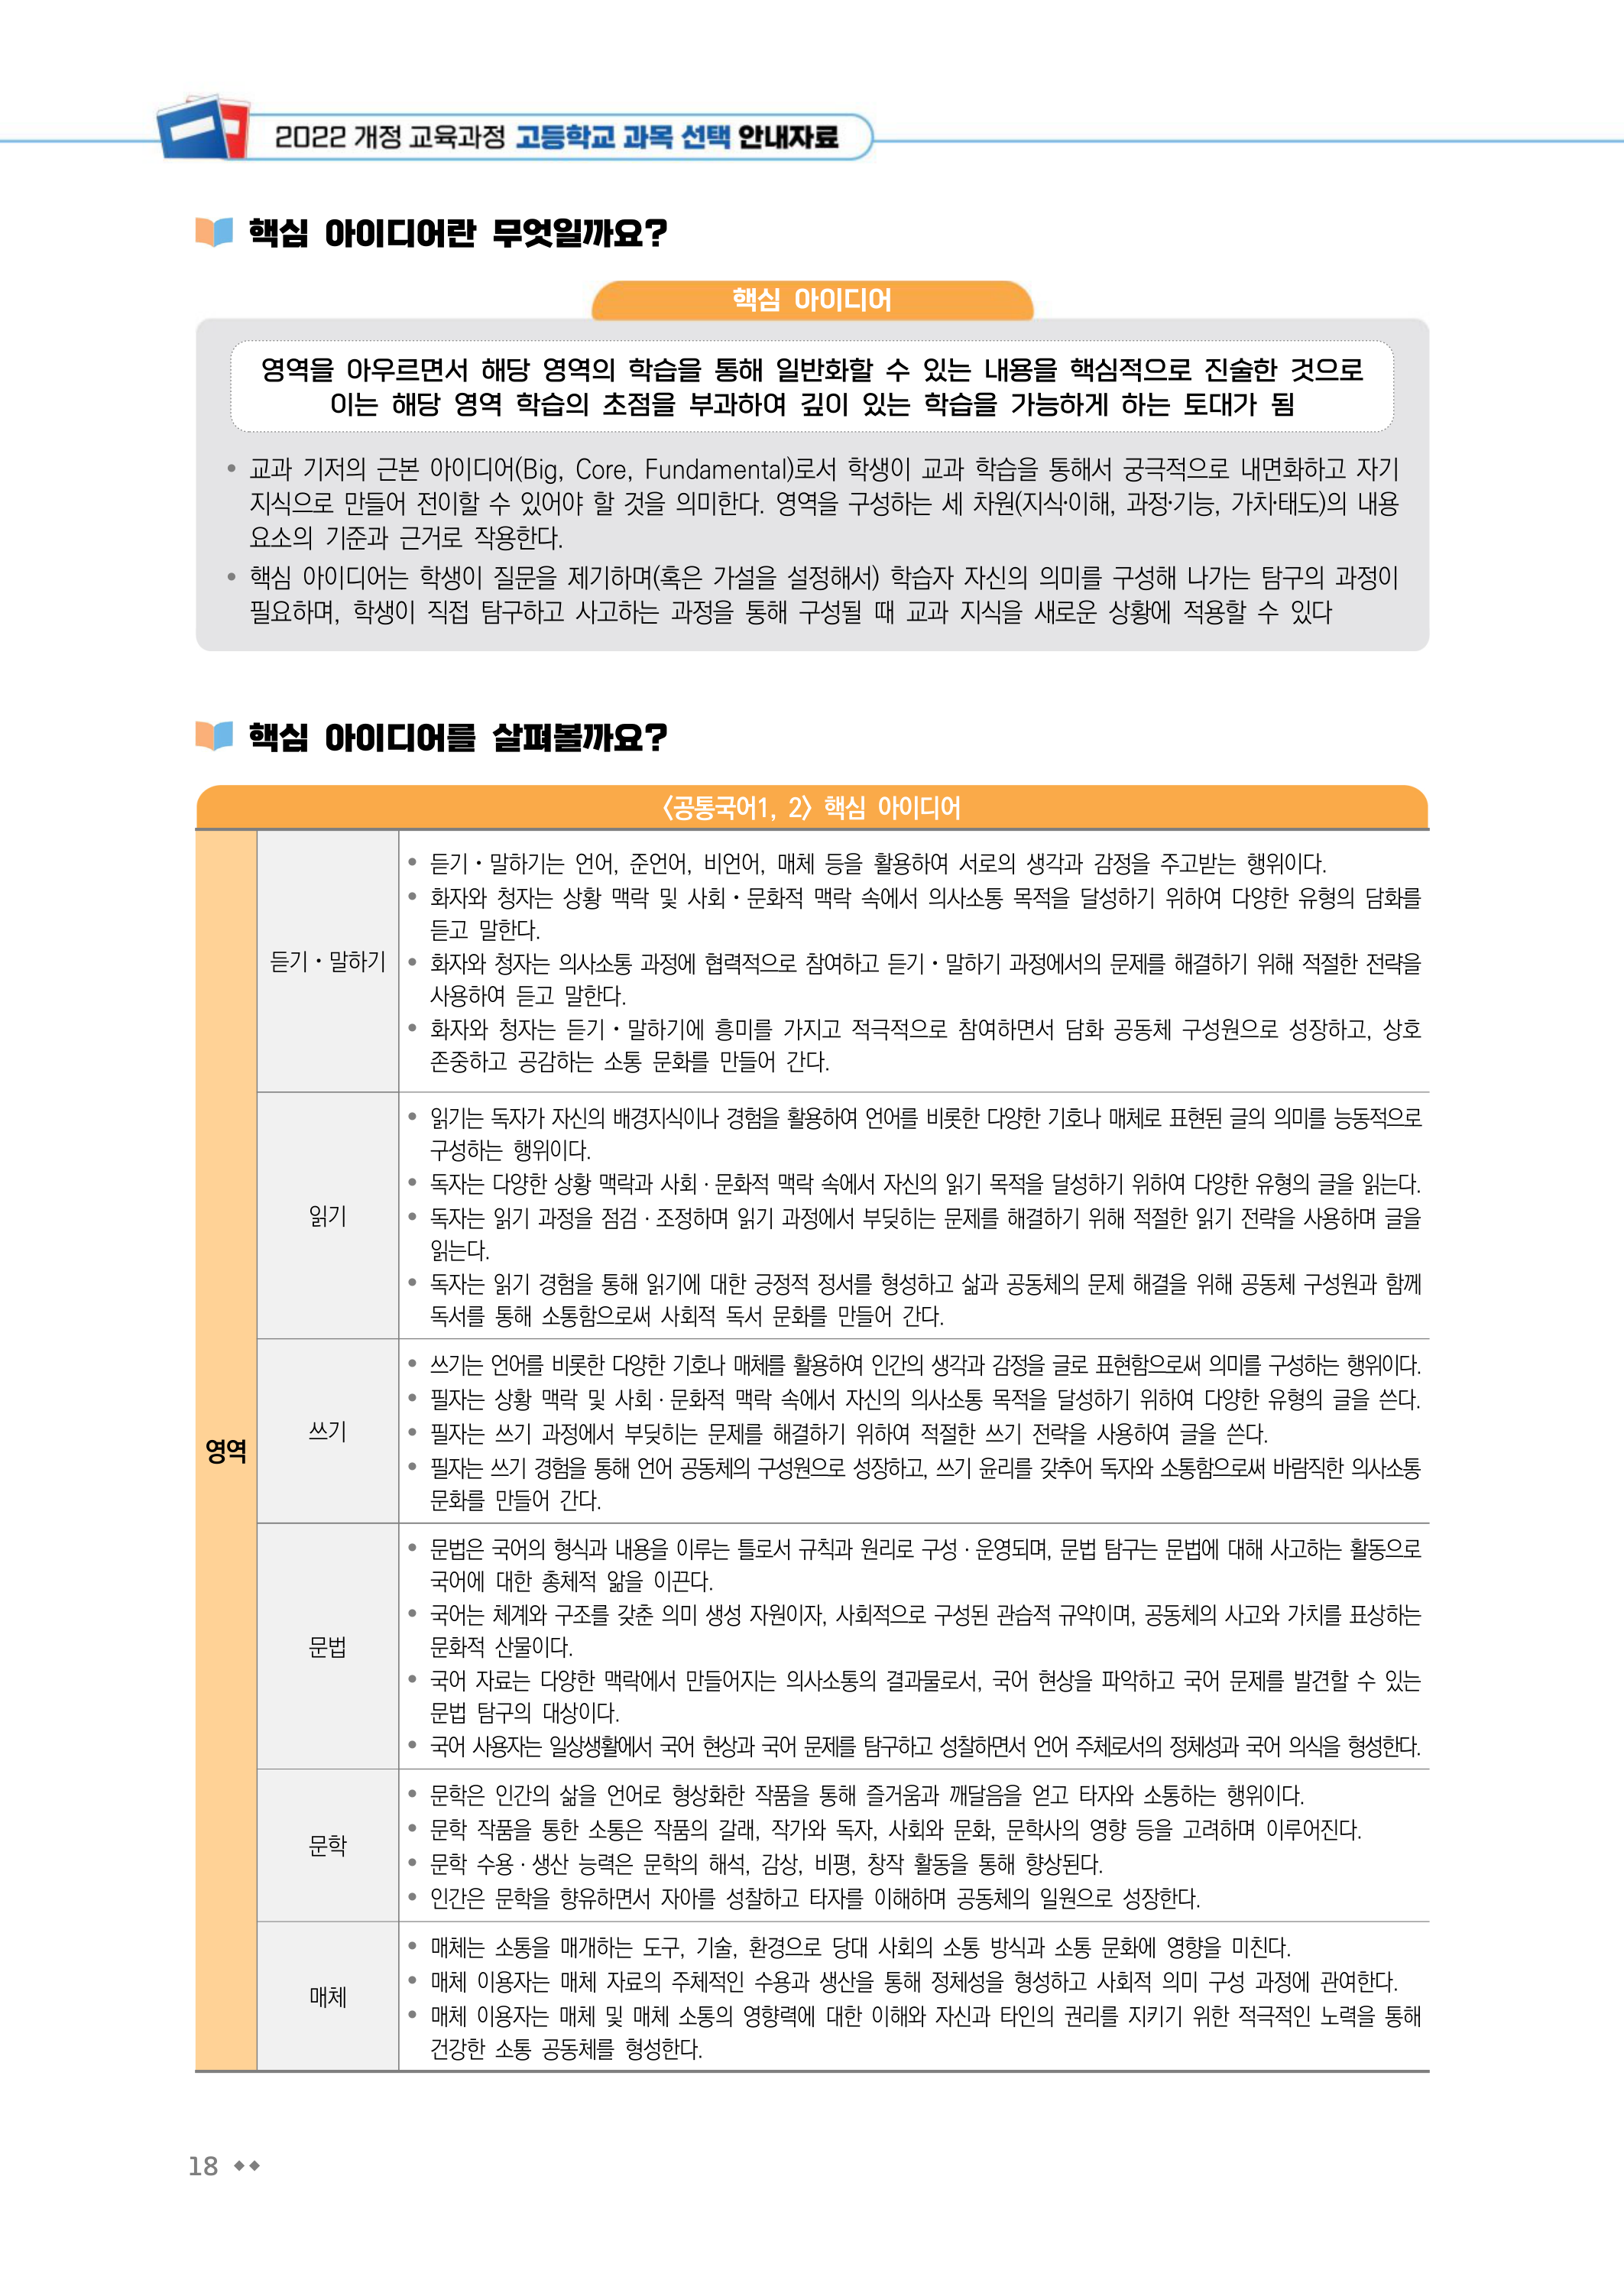 2022 개정 교육과정 고등학교 과목 선택 안내자료
핵심 아이디어란 무엇일까요?
핵심 아이디어
영역을 아우르면서 해당 영역의 학습을 통해 일반화할 수 있는 내용을 핵심적으로 진술한 것으로
이는 해당 영역 학습의 초점을 부과하여 깊이 있는 학습을 가능하게 하는 토대가 됨
• 교과 기저의 근본 아이디어(Big, Core, Fundamental)로서 학생이 교과 학습을 통해서 궁극적으로 내면화하고 자기
지식으로 만들어 전이할 수 있어야 할 것을 의미한다. 영역을 구성하는 세 차원(지식·이해, 과정·기능, 가치·태도)의 내용
요소의 기준과 근거로 작용한다.
• 핵심 아이디어는 학생이 질문을 제기하며(혹은 가설을 설정해서) 학습자 자신의 의미를 구성해 나가는 탐구의 과정이
필요하며, 학생이 직접 탐구하고 사고하는 과정을 통해 구성될 때 교과 지식을 새로운 상황에 적용할 수 있다
핵심 아이디어를 살펴볼까요?
〈공통국어1, 2〉 핵심 아이디어
영역
듣기・말하기
• 듣기・말하기는 언어, 준언어, 비언어, 매체 등을 활용하여 서로의 생각과 감정을 주고받는 행위이다.
• 화자와 청자는 상황 맥락 및 사회・문화적 맥락 속에서 의사소통 목적을 달성하기 위하여 다양한 유형의 담화를
듣고 말한다.
• 화자와 청자는 의사소통 과정에 협력적으로 참여하고 듣기・말하기 과정에서의 문제를 해결하기 위해 적절한 전략을
사용하여 듣고 말한다.
• 화자와 청자는 듣기・말하기에 흥미를 가지고 적극적으로 참여하면서 담화 공동체 구성원으로 성장하고, 상호
존중하고 공감하는 소통 문화를 만들어 간다.
읽기
• 읽기는 독자가 자신의 배경지식이나 경험을 활용하여 언어를 비롯한 다양한 기호나 매체로 표현된 글의 의미를 능동적으로
구성하는 행위이다.
• 독자는 다양한 상황 맥락과 사회 · 문화적 맥락 속에서 자신의 읽기 목적을 달성하기 위하여 다양한 유형의 글을 읽는다.
• 독자는 읽기 과정을 점검 · 조정하며 읽기 과정에서 부딪히는 문제를 해결하기 위해 적절한 읽기 전략을 사용하며 글을
읽는다.
• 독자는 읽기 경험을 통해 읽기에 대한 긍정적 정서를 형성하고 삶과 공동체의 문제 해결을 위해 공동체 구성원과 함께
독서를 통해 소통함으로써 사회적 독서 문화를 만들어 간다.
쓰기
• 쓰기는 언어를 비롯한 다양한 기호나 매체를 활용하여 인간의 생각과 감정을 글로 표현함으로써 의미를 구성하는 행위이다.
• 필자는 상황 맥락 및 사회 · 문화적 맥락 속에서 자신의 의사소통 목적을 달성하기 위하여 다양한 유형의 글을 쓴다.
• 필자는 쓰기 과정에서 부딪히는 문제를 해결하기 위하여 적절한 쓰기 전략을 사용하여 글을 쓴다.
• 필자는 쓰기 경험을 통해 언어 공동체의 구성원으로 성장하고, 쓰기 윤리를 갖추어 독자와 소통함으로써 바람직한 의사소통
문화를 만들어 간다.
문법
• 문법은 국어의 형식과 내용을 이루는 틀로서 규칙과 원리로 구성 · 운영되며, 문법 탐구는 문법에 대해 사고하는 활동으로
국어에 대한 총체적 앎을 이끈다.
• 국어는 체계와 구조를 갖춘 의미 생성 자원이자, 사회적으로 구성된 관습적 규약이며, 공동체의 사고와 가치를 표상하는
문화적 산물이다.
• 국어 자료는 다양한 맥락에서 만들어지는 의사소통의 결과물로서, 국어 현상을 파악하고 국어 문제를 발견할 수 있는
문법 탐구의 대상이다.
• 국어 사용자는 일상생활에서 국어 현상과 국어 문제를 탐구하고 성찰하면서 언어 주체로서의 정체성과 국어 의식을 형성한다.
문학
• 문학은 인간의 삶을 언어로 형상화한 작품을 통해 즐거움과 깨달음을 얻고 타자와 소통하는 행위이다.
• 문학 작품을 통한 소통은 작품의 갈래, 작가와 독자, 사회와 문화, 문학사의 영향 등을 고려하며 이루어진다.
• 문학 수용 · 생산 능력은 문학의 해석, 감상, 비평, 창작 활동을 통해 향상된다.
• 인간은 문학을 향유하면서 자아를 성찰하고 타자를 이해하며 공동체의 일원으로 성장한다.
매체
• 매체는 소통을 매개하는 도구, 기술, 환경으로 당대 사회의 소통 방식과 소통 문화에 영향을 미친다.
• 매체 이용자는 매체 자료의 주체적인 수용과 생산을 통해 정체성을 형성하고 사회적 의미 구성 과정에 관여한다.
• 매체 이용자는 매체 및 매체 소통의 영향력에 대한 이해와 자신과 타인의 권리를 지키기 위한 적극적인 노력을 통해
건강한 소통 공동체를 형성한다.
18